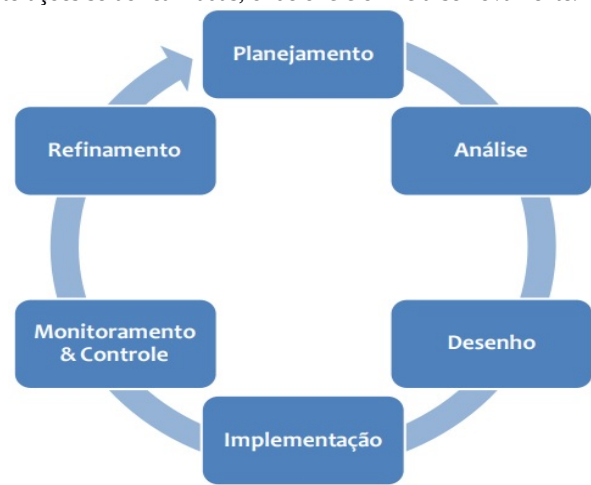 Planejamento
Análise
Desenho
Implementação
Monitoramento
& Controle
Refinamento